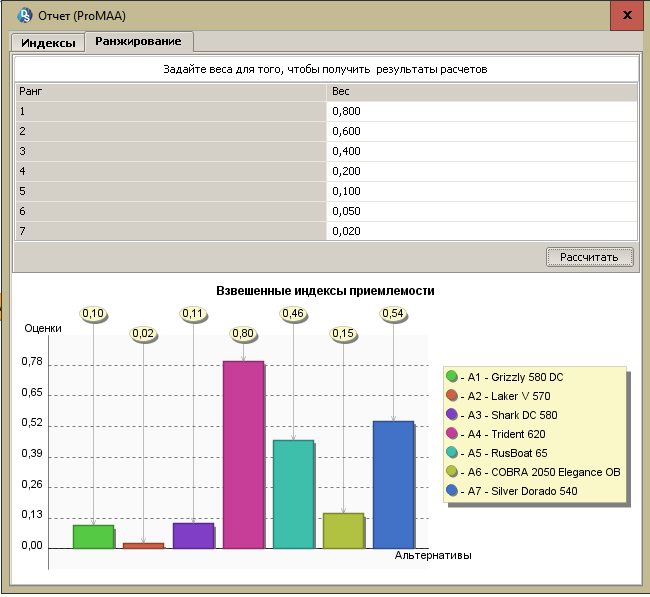 Отчет (ProMAA)
x
Индексы Ранжирование
Задайте веса для того, чтобы получить результаты расчетов
Ранг Вес
1 0,800
2 0,600
3 0,400
4 0,200
5 0,100
6 0,050
7 0,020
Рассчитать
Взвешенные индексы приемлемости
0,10 0,02 0,11 0,80 0,46 0,15 0,54
Оценки
0,78
0,65
0,52
0,39
0,26
0,13
0,00
Альтернативы
- A1 - Grizzly 580 DC
- A2 - Laker V 570
- A3 - Shark DC 580
- A4 - Trident 620
- A5 - RusBoat 65
- A6 - COBRA 2050 Elegance OB
- A7 - Silver Dorado 540